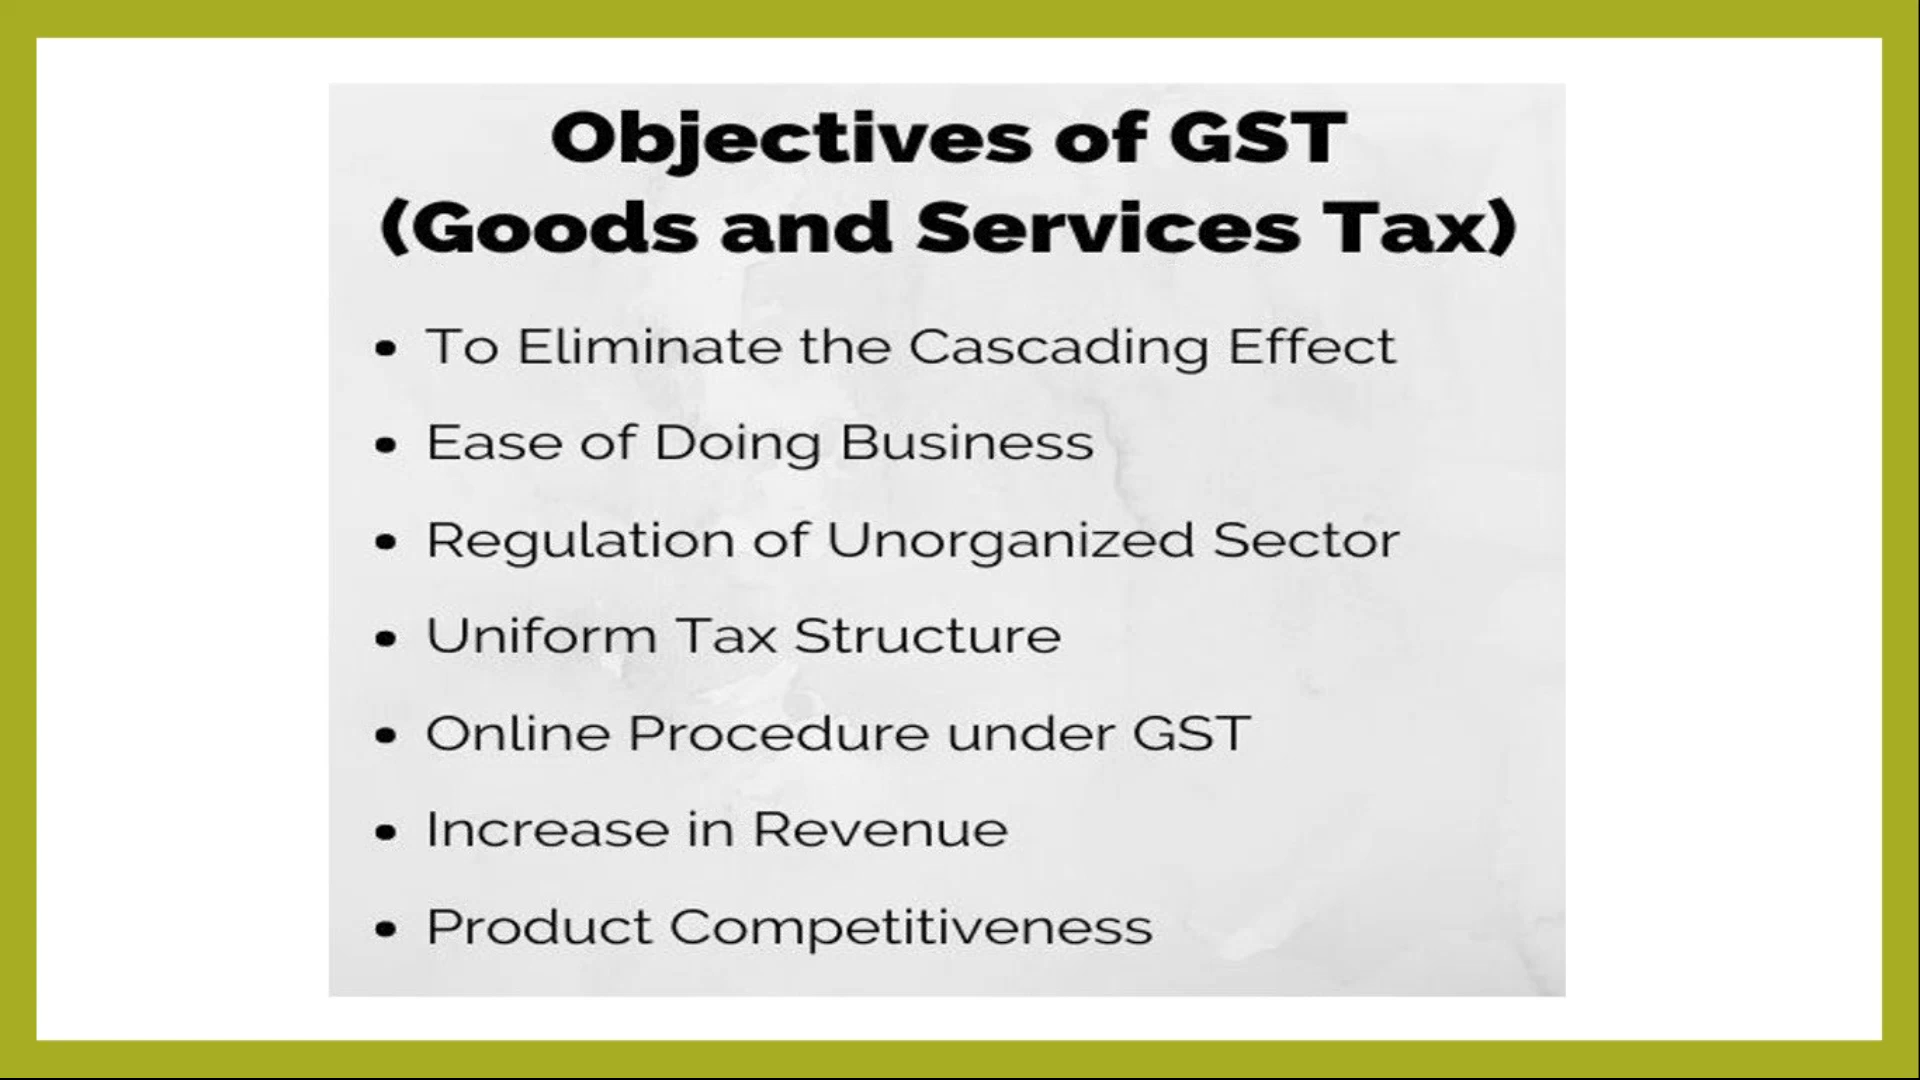 Objectives of GST
(Goods and Services Tax)
• To Eliminate the Cascading Effect
• Ease of Doing Business
• Regulation of Unorganized Sector
• Uniform Tax Structure
• Online Procedure under GST
• Increase in Revenue
• Product Competitiveness